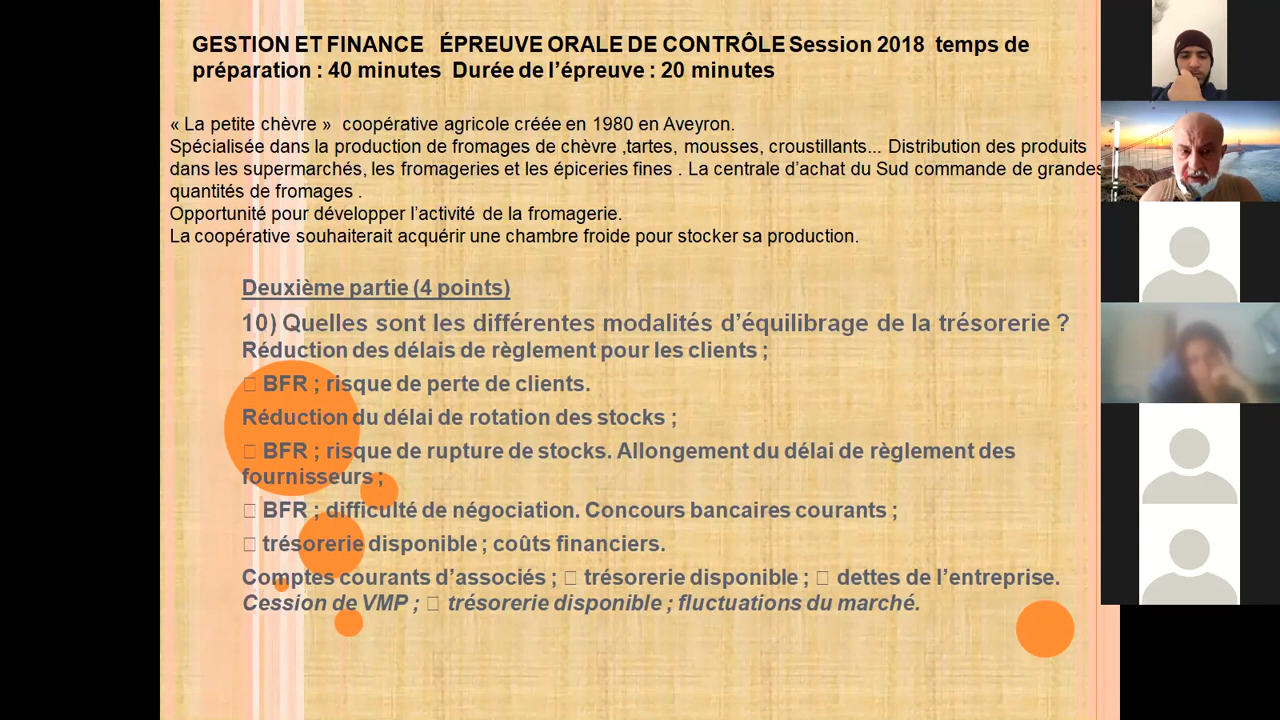 GESTION ET FINANCE ÉPREUVE ORALE DE CONTRÔLE Session 2018 temps de
préparation : 40 minutes Durée de l’épreuve : 20 minutes
« La petite chèvre » coopérative agricole créée en 1980 en Aveyron.
Spécialisée dans la production de fromages de chèvre ,tartes, mousses, croustillants... Distribution des produits
dans les supermarchés, les fromageries et les épiceries fines . La centrale d’achat du Sud commande de grandes
quantités de fromages .
Opportunité pour développer l’activité de la fromagerie.
La coopérative souhaiterait acquérir une chambre froide pour stocker sa production.
Deuxième partie (4 points)
10) Quelles sont les différentes modalités d’équilibrage de la trésorerie ?
Réduction des délais de règlement pour les clients ;
▯ BFR ; risque de perte de clients.
Réduction du délai de rotation des stocks ;
▯ BFR ; risque de rupture de stocks. Allongement du délai de règlement des
fournisseurs ;
▯ BFR ; difficulté de négociation. Concours bancaires courants ;
▯ trésorerie disponible ; coûts financiers.
Comptes courants d’associés ; ▯ trésorerie disponible ; ▯ dettes de l’entreprise.
Cession de VMP ; ▯ trésorerie disponible ; fluctuations du marché.